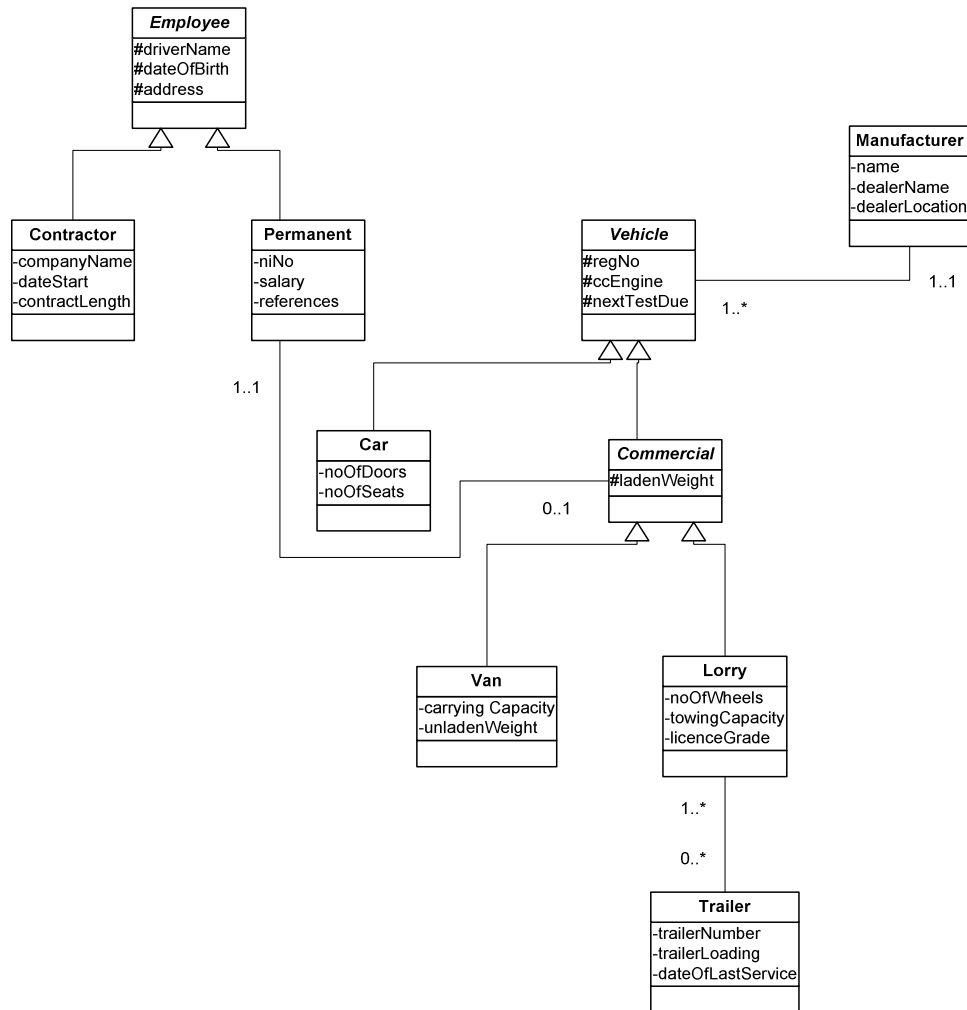 Employee
#driverName
#dateOfBirth
#address
Manufacturer
-name
-dealerName
-dealerLocation
Contractor
-companyName
-dateStart
-contractLength
Permanent
-niNo
-salary
-references
Vehicle
#regNo
#ccEngine
#nextTestDue
1..1
1..*
1..1
Car
-noOfDoors
-noOfSeats
Commercial
#ladenWeight
0..1
Van
-carrying Capacity
-unladenWeight
Lorry
-noOfWheels
-towingCapacity
-licenceGrade
1..*
0..*
Trailer
-trailerNumber
-trailerLoading
-dateOfLastService